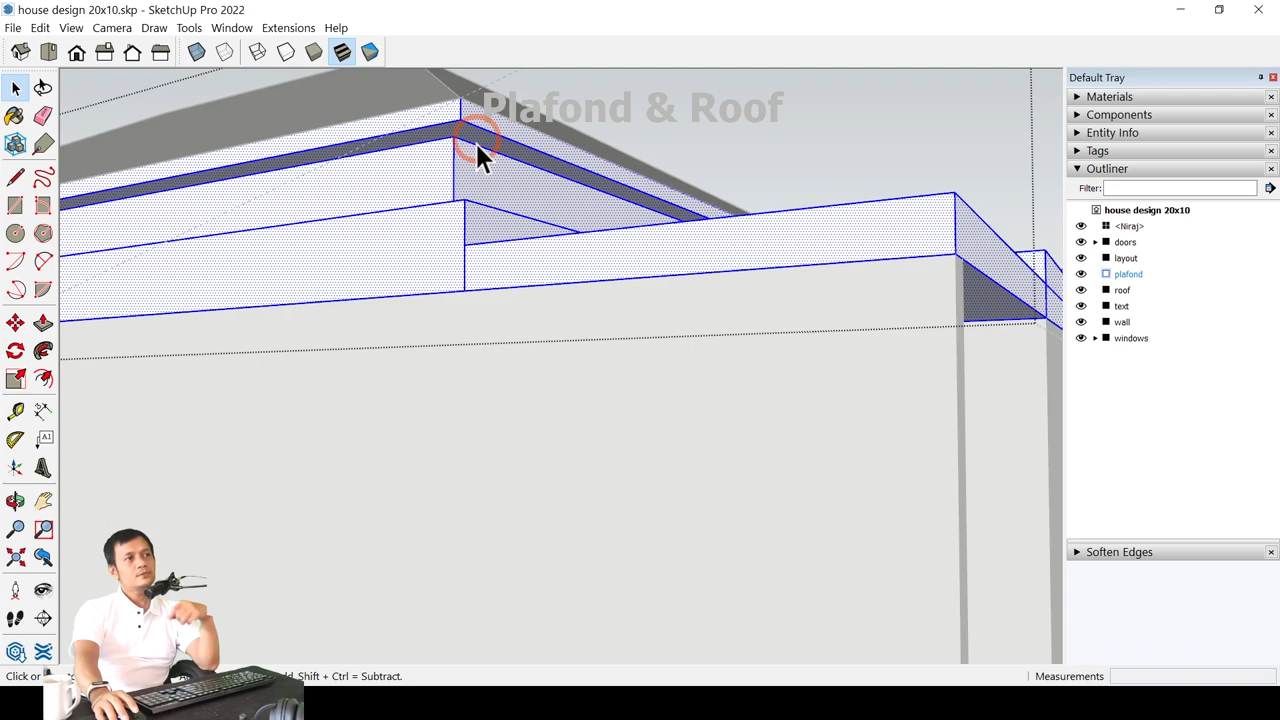 house design 20x10.skp - SketchUp Pro 2022
File Edit View Camera Draw Tools Window Extensions Help
Plafond & Roof
Default Tray
Materials
Components
Entity Info
Tags
Outliner
Filter:
house design 20x10
<Niraj>
doors
layout
plafond
roof
text
wall
windows
Soften Edges
A1
Click or
Shift + Ctrl = Subtract.
Measurements